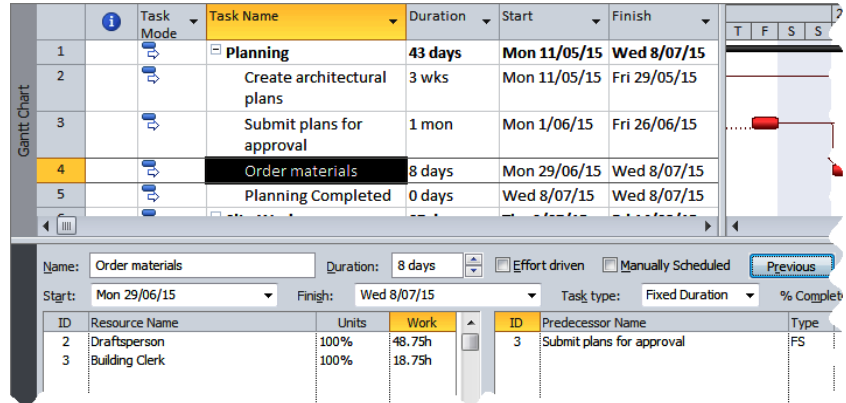 Task Mode Task Name Duration Start Finish
2
T F S S
Gantt Chart
1 Planning 43 days Mon 11/05/15 Wed 8/07/15
2 Create architectural plans 3 wks Mon 11/05/15 Fri 29/05/15
3 Submit plans for approval 1 mon Mon 1/06/15 Fri 26/06/15
4 Order materials 8 days Mon 29/06/15 Wed 8/07/15
5 Planning Completed 0 days Wed 8/07/15 Wed 8/07/15
Name: Order materials Duration: 8 days Effort driven Manually Scheduled Previous
Start: Mon 29/06/15 Finish: Wed 8/07/15 Task type: Fixed Duration % Complet
ID Resource Name Units Work ID Predecessor Name Type
2 Draftsperson 100% 48.75h 3 Submit plans for approval FS
3 Building Clerk 100% 18.75h